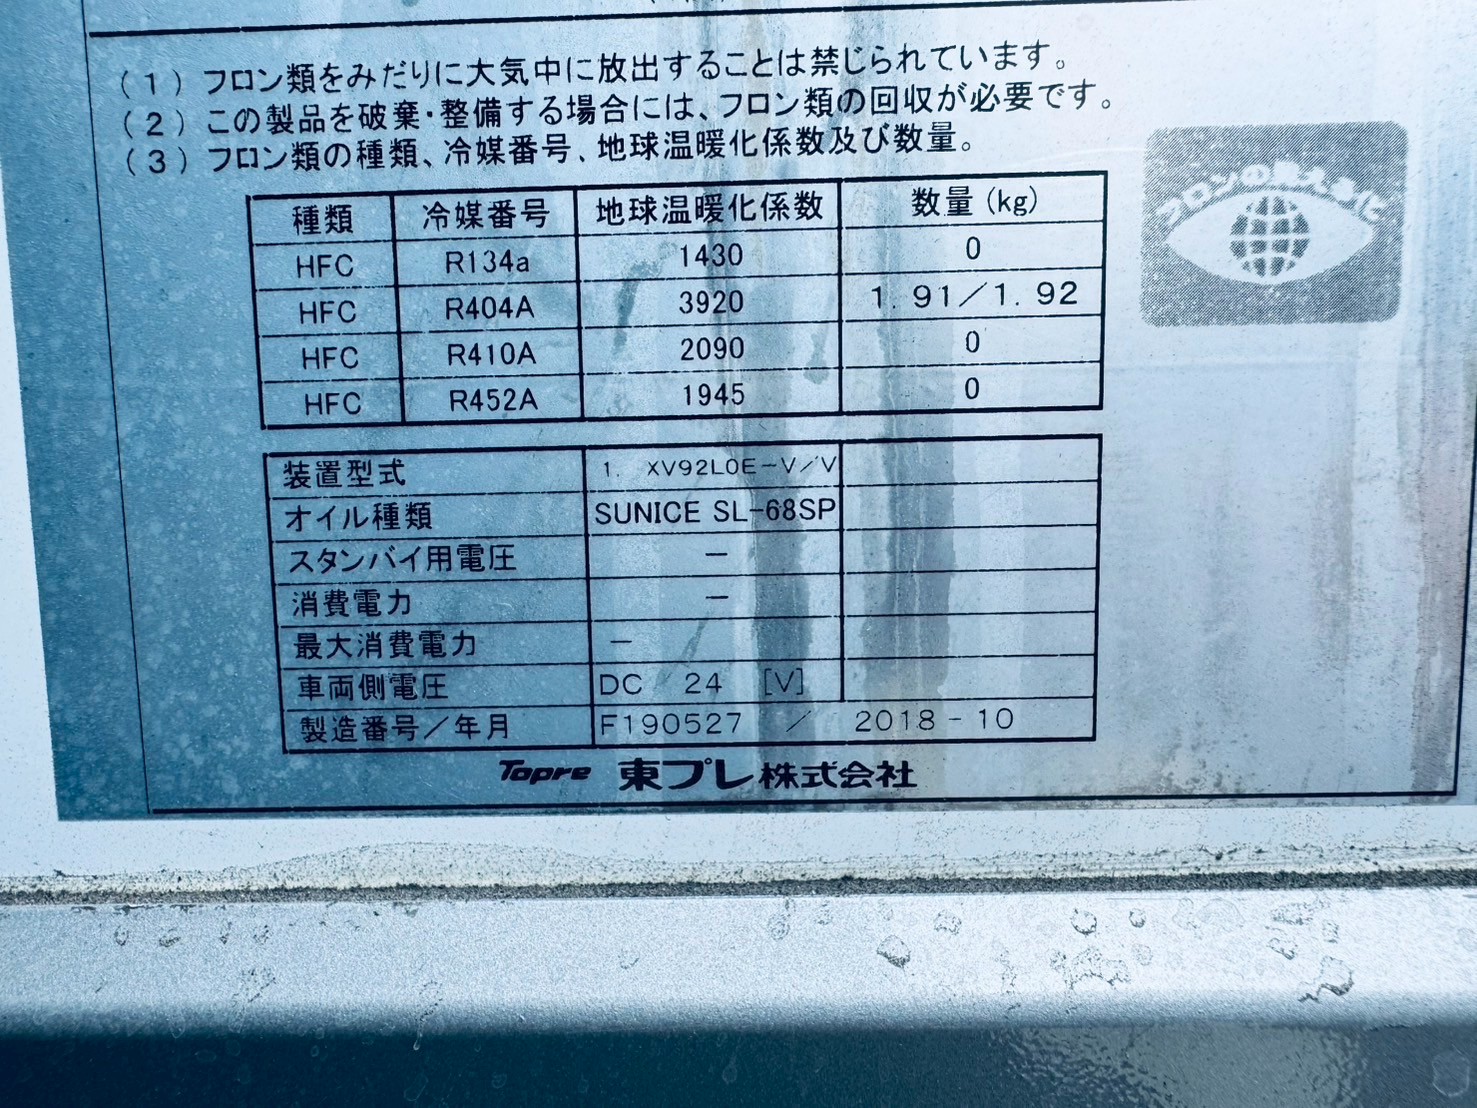 (1) フロン類をみだりに大気中に放出することは禁じられています。
(2) この製品を破棄・整備する場合には、フロン類の回収が必要です。
(3) フロン類の種類、冷媒番号、地球温暖化係数及び数量。
フロンの見える化
種類 冷媒番号 地球温暖化係数 数量(kg)
HFC R134a 1430 0
HFC R404A 3920 1.91/1.92
HFC R410A 2090 0
HFC R452A 1945 0
装置型式 1. XV92LOE-V/V
オイル種類 SUNICE SL-68SP
スタンバイ用電圧 ー
消費電力 ー
最大消費電力 ー
車両側電圧 DC 24 [V]
製造番号/年月 F190527 / 2018-10
Topre 東プレ株式会社